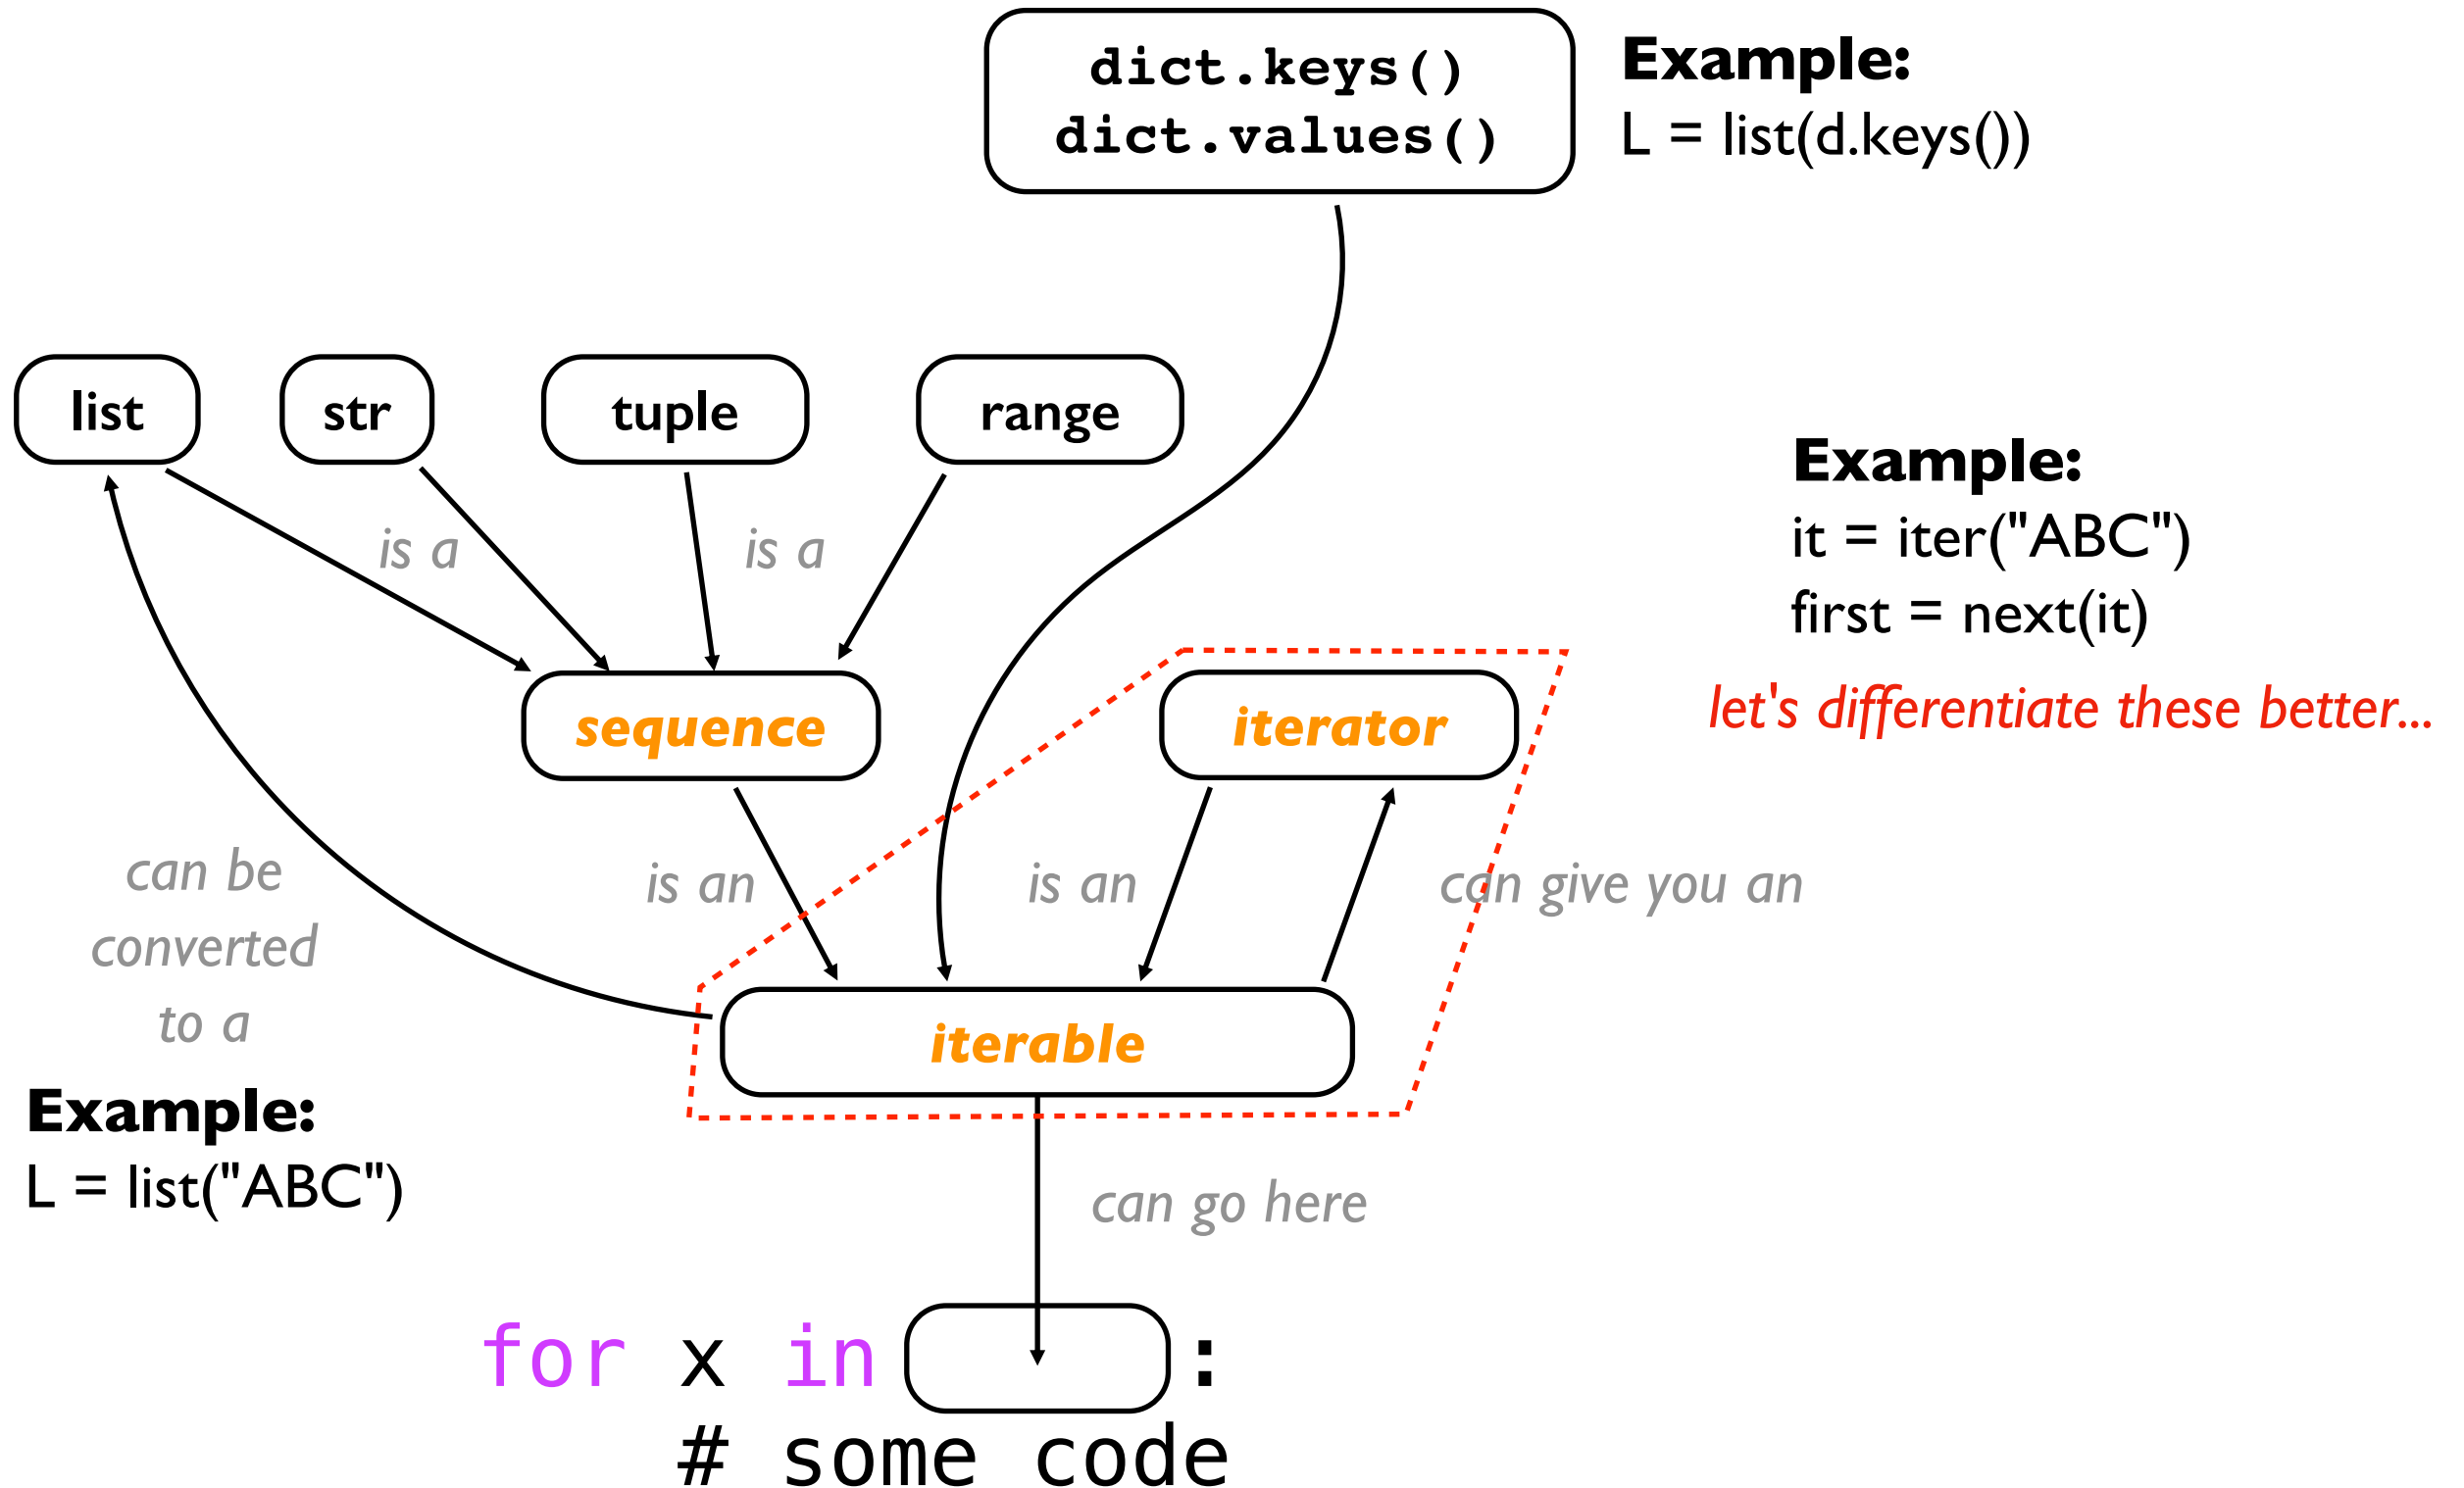 dict.keys()
dict.values()
Example:
L = list(d.keys())
list
str
tuple
range
Example:
it = iter("ABC")
first = next(it)
is a
is a
let's differentiate these better...
sequence
iterator
can be
converted
to a
is an
is an
can give you an
iterable
Example:
L = list("ABC")
can go here
for x in :
# some code